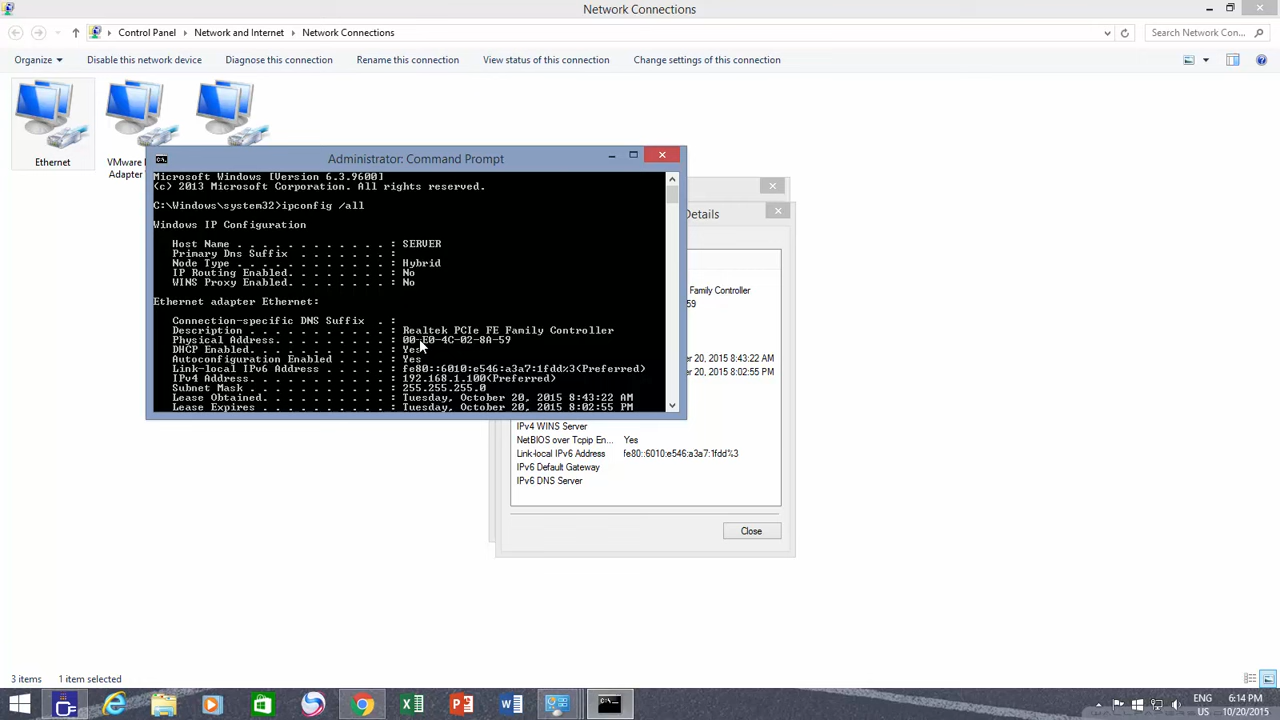 Network Connections
Control Panel Network and Internet Network Connections
Search Network Con...
Organize Disable this network device Diagnose this connection Rename this connection View status of this connection Change settings of this connection
Ethernet
VMware
Adapter
Administrator: Command Prompt
Microsoft Windows [Version 6.3.9600]
(c) 2013 Microsoft Corporation. All rights reserved.
C:\Windows\system32>ipconfig /all
Windows IP Configuration
Host Name . . . . . . . . . . . . : SERVER
Primary Dns Suffix . . . . . . . :
Node Type . . . . . . . . . . . . : Hybrid
IP Routing Enabled. . . . . . . . : No
WINS Proxy Enabled. . . . . . . . : No
Ethernet adapter Ethernet:
Connection-specific DNS Suffix . :
Description . . . . . . . . . . . : Realtek PCIe FE Family Controller
Physical Address. . . . . . . . . : 00-E0-4C-02-8A-59
DHCP Enabled. . . . . . . . . . . : Yes
Autoconfiguration Enabled . . . . : Yes
Link-local IPv6 Address . . . . . : fe80::6010:e546:a3a7:1fdd%3(Preferred)
IPv4 Address. . . . . . . . . . . : 192.168.1.100(Preferred)
Subnet Mask . . . . . . . . . . . : 255.255.255.0
Lease Obtained. . . . . . . . . . : Tuesday, October 20, 2015 8:43:22 AM
Lease Expires . . . . . . . . . . : Tuesday, October 20, 2015 8:02:55 PM
Details
Family Controller
59
er 20, 2015 8:43:22 AM
er 20, 2015 8:02:55 PM
IPv4 WINS Server
NetBIOS over Tcpip En... Yes
Link-local IPv6 Address fe80::6010:e546:a3a7:1fdd%3
IPv6 Default Gateway
IPv6 DNS Server
Close
3 items 1 item selected
ENG 6:14 PM
US 10/20/2015